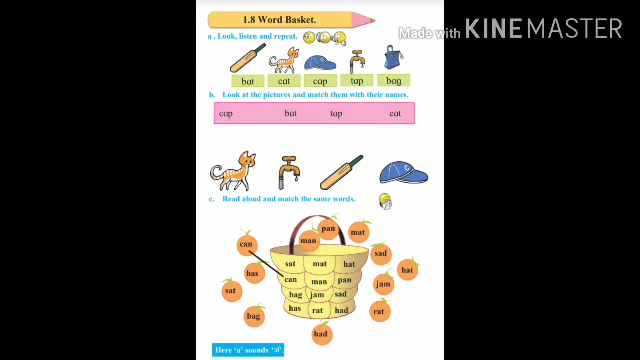 1.8 Word Basket.
Made with KINEMASTER
a . Look, listen and repeat.
bat cat cap tap bag
b. Look at the pictures and match them with their names.
cap bat tap cat
c. Read aloud and match the same words.
pan
man mat
can sad
has hat
sat jam
bag rat
had
sat mat hat
can man pan
bag jam sad
has rat had
Here ‘a’ sounds ‘ॲ’.